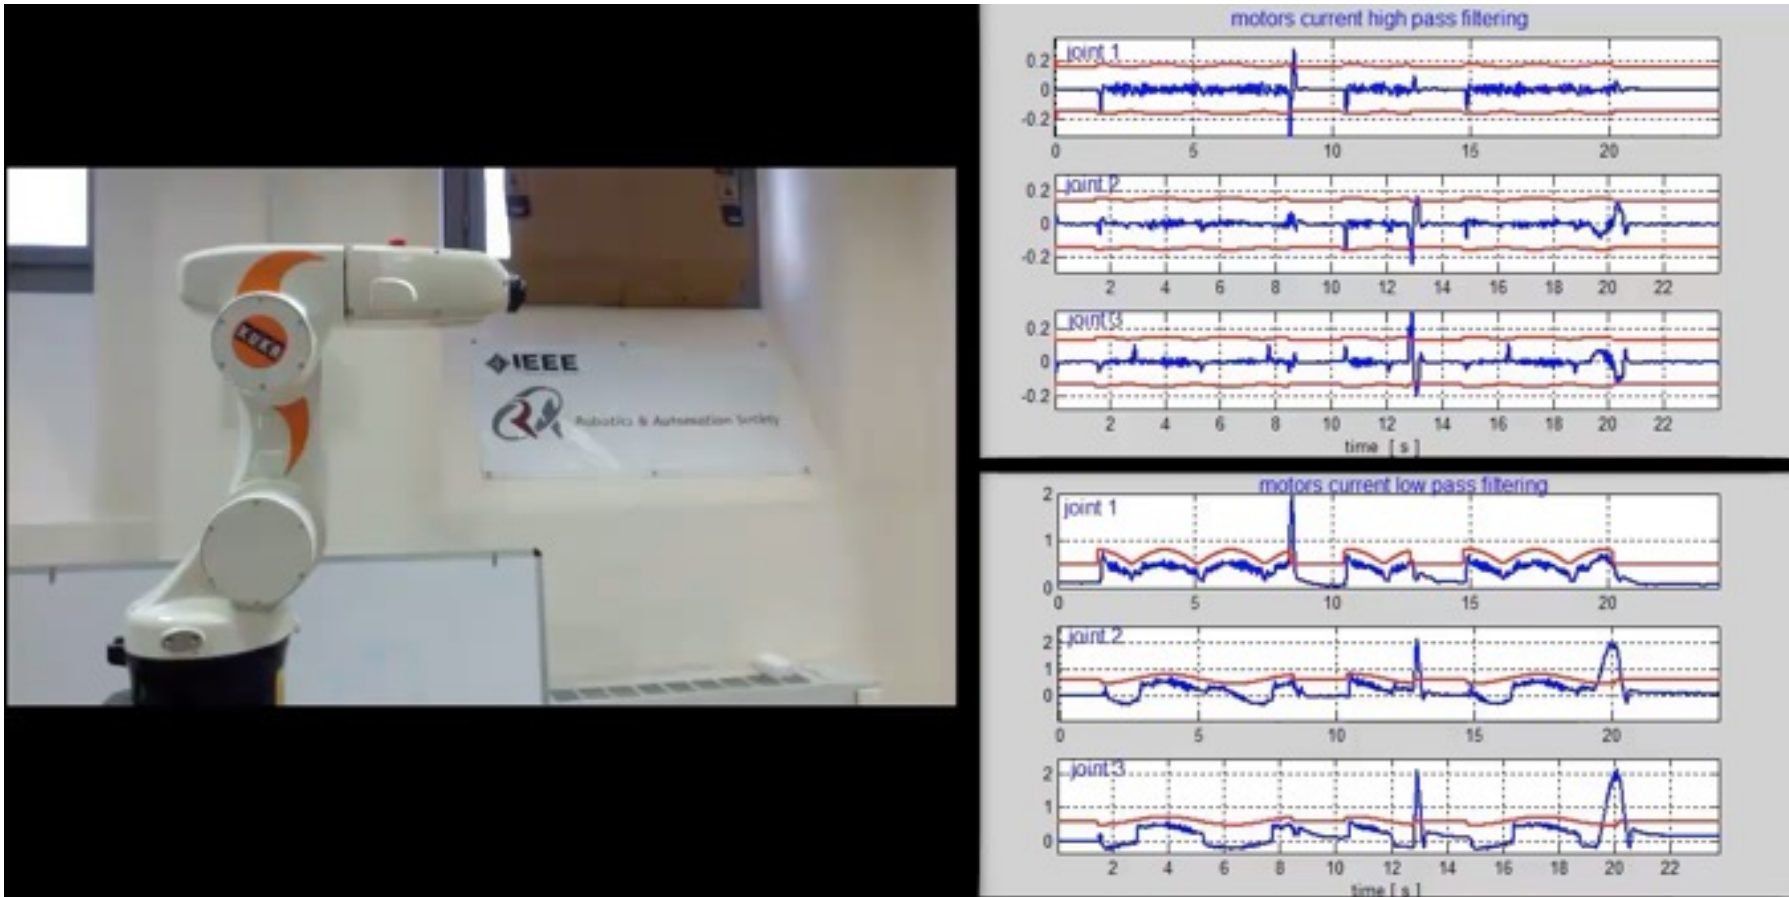 KUKA
IEEE
Robotics & Automation Society
motors current high pass filtering
joint 1
0.2
0
-0.2
0 5 10 15 20
joint 2
0.2
0
-0.2
2 4 6 8 10 12 14 16 18 20 22
joint 3
0.2
0
-0.2
2 4 6 8 10 12 14 16 18 20 22
time [ s ]
motors current low pass filtering
joint 1
2
1
0
0 5 10 15 20
joint 2
2
1
0
0 5 10 15 20
joint 3
2
1
0
2 4 6 8 10 12 14 16 18 20 22
time [ s ]